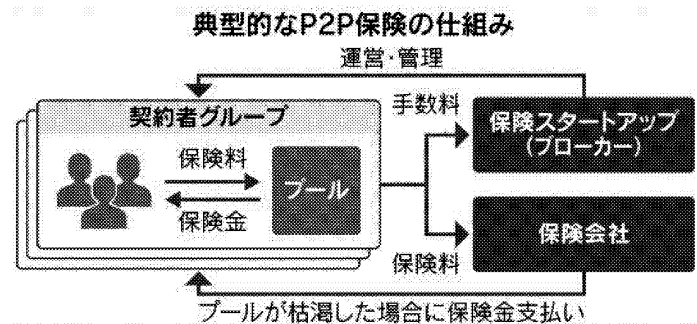 典型的なP2P保険の仕組み
運営・管理
契約者グループ
保険料
プール
保険金
手数料
保険スタートアップ
(ブローカー)
保険会社
保険料
プールが枯渇した場合に保険金支払い